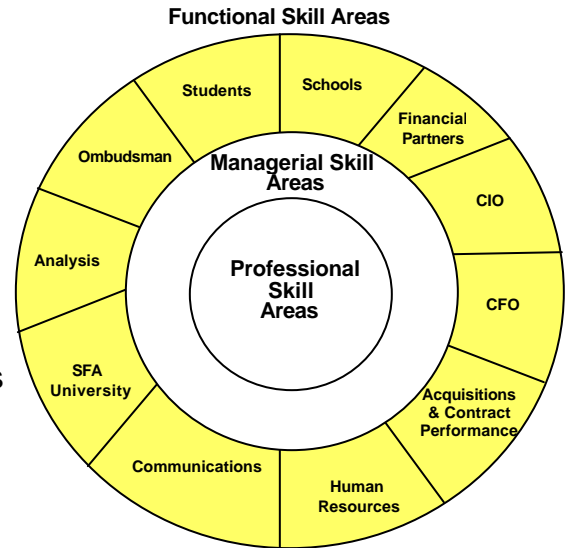 Functional Skill Areas
Students
Schools
Financial
Partners
Ombudsman
Managerial Skill
Areas
CIO
Analysis
Professional
Skill
Areas
CFO
SFA
University
S
Acquisitions
& Contract
Performance
Communications
Human
Resources